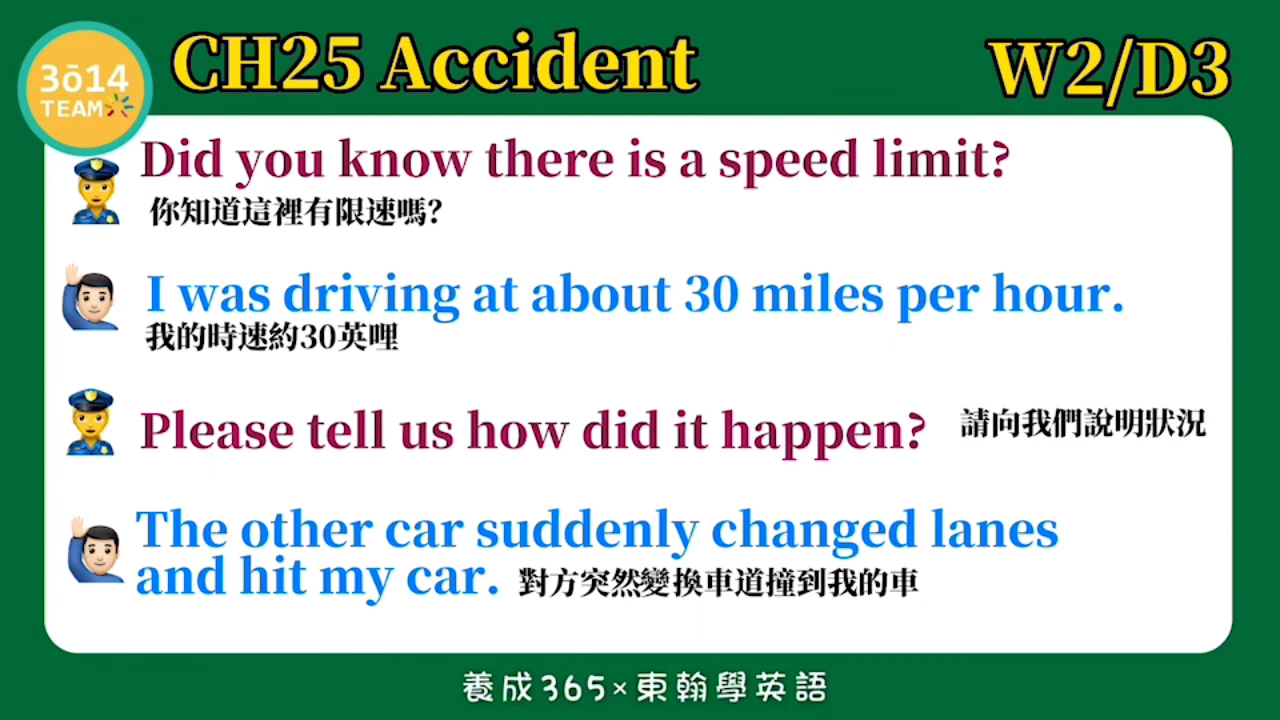 3ō14
TEAM
CH25 Accident
W2/D3
Did you know there is a speed limit?
你知道這裡有限速嗎?
I was driving at about 30 miles per hour.
我的時速約30英哩
Please tell us how did it happen?
請向我們說明狀況
The other car suddenly changed lanes
and hit my car.
對方突然變換車道撞到我的車
養成365×東翰學英語